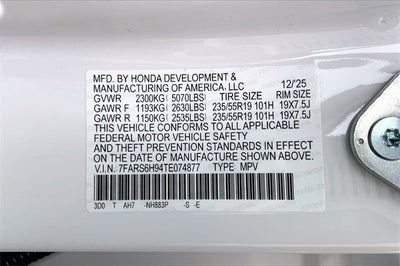 MFD. BY HONDA DEVELOPMENT &
MANUFACTURING OF AMERICA, LLC 12/'25
GVWR 2300KG( 5070LBS) TIRE SIZE RIM SIZE
GAWR F 1193KG( 2630LBS) 235/55R19 101H 19X7.5J
GAWR R 1150KG( 2535LBS) 235/55R19 101H 19X7.5J
THIS VEHICLE CONFORMS TO ALL APPLICABLE
FEDERAL MOTOR VEHICLE SAFETY, BUMPER,
AND THEFT PREVENTION STANDARDS IN EFFECT
ON THE DATE OF MANUFACTURE SHOWN ABOVE.
V.I.N. 7FARS6H94TE074877 TYPE: MPV
3D0 T AH7 -NH883P -S -E